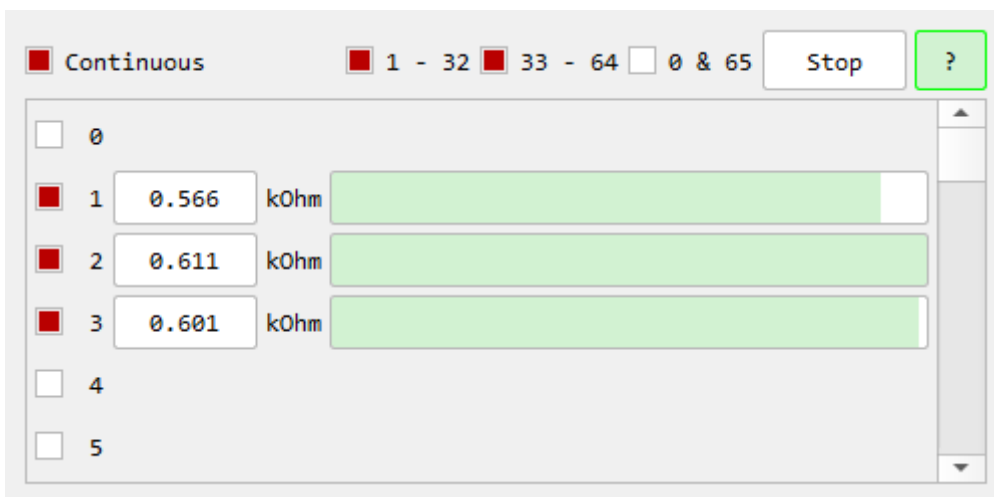 Continuous 1 - 32 33 - 64 0 & 65 Stop ?
0
1 0.566 kOhm
2 0.611 kOhm
3 0.601 kOhm
4
5